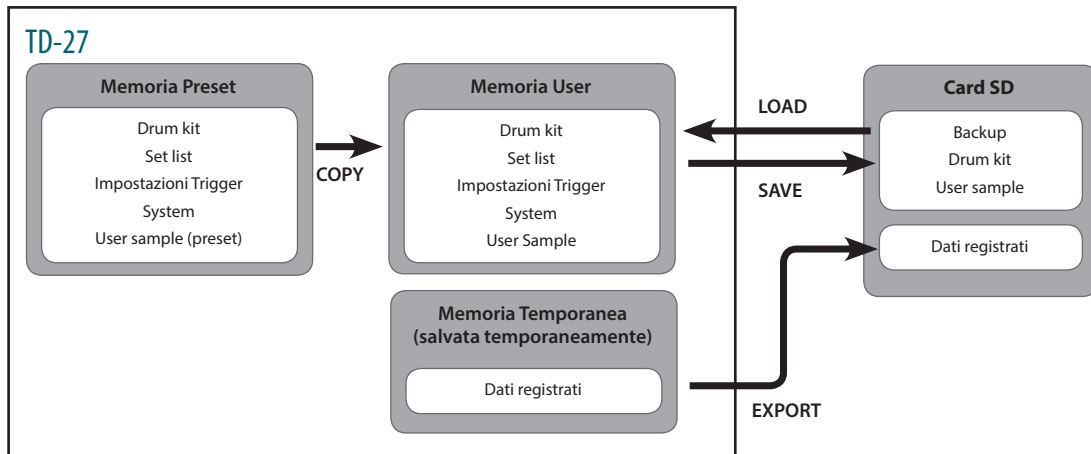 TD-27
Memoria Preset
Drum kit
Set list
Impostazioni Trigger
System
User sample (preset)
COPY
Memoria User
Drum kit
Set list
Impostazioni Trigger
System
User Sample
LOAD
SAVE
Card SD
Backup
Drum kit
User sample
Dati registrati
Memoria Temporanea
(salvata temporaneamente)
Dati registrati
EXPORT